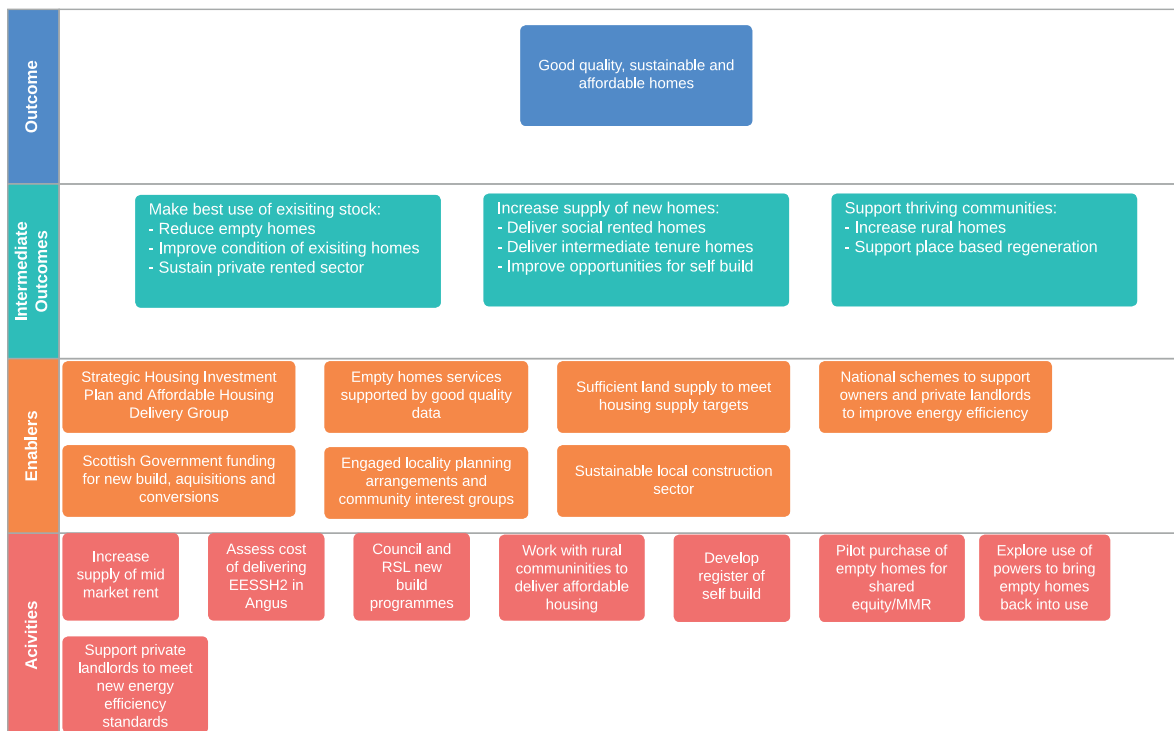 Outcome
Good quality, sustainable and
affordable homes
Intermediate
Outcomes
Make best use of exisiting stock:
- Reduce empty homes
- Improve condition of exisiting homes
- Sustain private rented sector
Increase supply of new homes:
- Deliver social rented homes
- Deliver intermediate tenure homes
- Improve opportunities for self build
Support thriving communities:
- Increase rural homes
- Support place based regeneration
Enablers
Strategic Housing Investment
Plan and Affordable Housing
Delivery Group
Empty homes services
supported by good quality
data
Sufficient land supply to meet
housing supply targets
National schemes to support
owners and private landlords
to improve energy efficiency
Scottish Government funding
for new build, aquisitions and
conversions
Engaged locality planning
arrangements and
community interest groups
Sustainable local construction
sector
Acivities
Increase
supply of mid
market rent
Assess cost
of delivering
EESSH2 in
Angus
Council and
RSL new
build
programmes
Work with rural
communinities to
deliver affordable
housing
Develop
register of
self build
Pilot purchase of
empty homes for
shared
equity/MMR
Explore use of
powers to bring
empty homes
back into use
Support private
landlords to meet
new energy
efficiency
standards